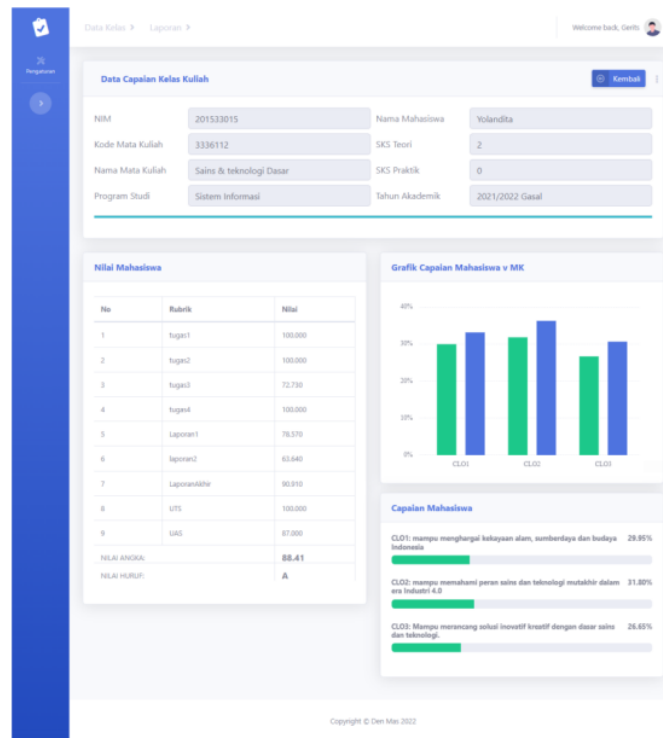 Data Kelas > Laporan >
Welcome back, Gerits
Pengaturan
Data Capaian Kelas Kuliah
Kembali
NIM 201533015 Nama Mahasiswa Yolandita
Kode Mata Kuliah 3336112 SKS Teori 2
Nama Mata Kuliah Sains & teknologi Dasar SKS Praktik 0
Program Studi Sistem Informasi Tahun Akademik 2021/2022 Gasal
Nilai Mahasiswa
No Rubrik Nilai
1 tugas1 100.000
2 tugas2 100.000
3 tugas3 72.730
4 tugas4 100.000
5 Laporan1 78.570
6 laporan2 63.640
7 LaporanAkhir 90.910
8 UTS 100.000
9 UAS 87.000
NILAI ANGKA: 88.41
NILAI HURUF: A
Grafik Capaian Mahasiswa v MK
40%
30%
20%
10%
0%
CLO1 CLO2 CLO3
Capaian Mahasiswa
CLO1: mampu menghargai kekayaan alam, sumberdaya dan budaya 29.95%
Indonesia
CLO2: mampu memahami peran sains dan teknologi mutakhir dalam 31.80%
era Industri 4.0
CLO3: Mampu merancang solusi inovatif kreatif dengan dasar sains 26.65%
dan teknologi.
Copyright © Den Mas 2022